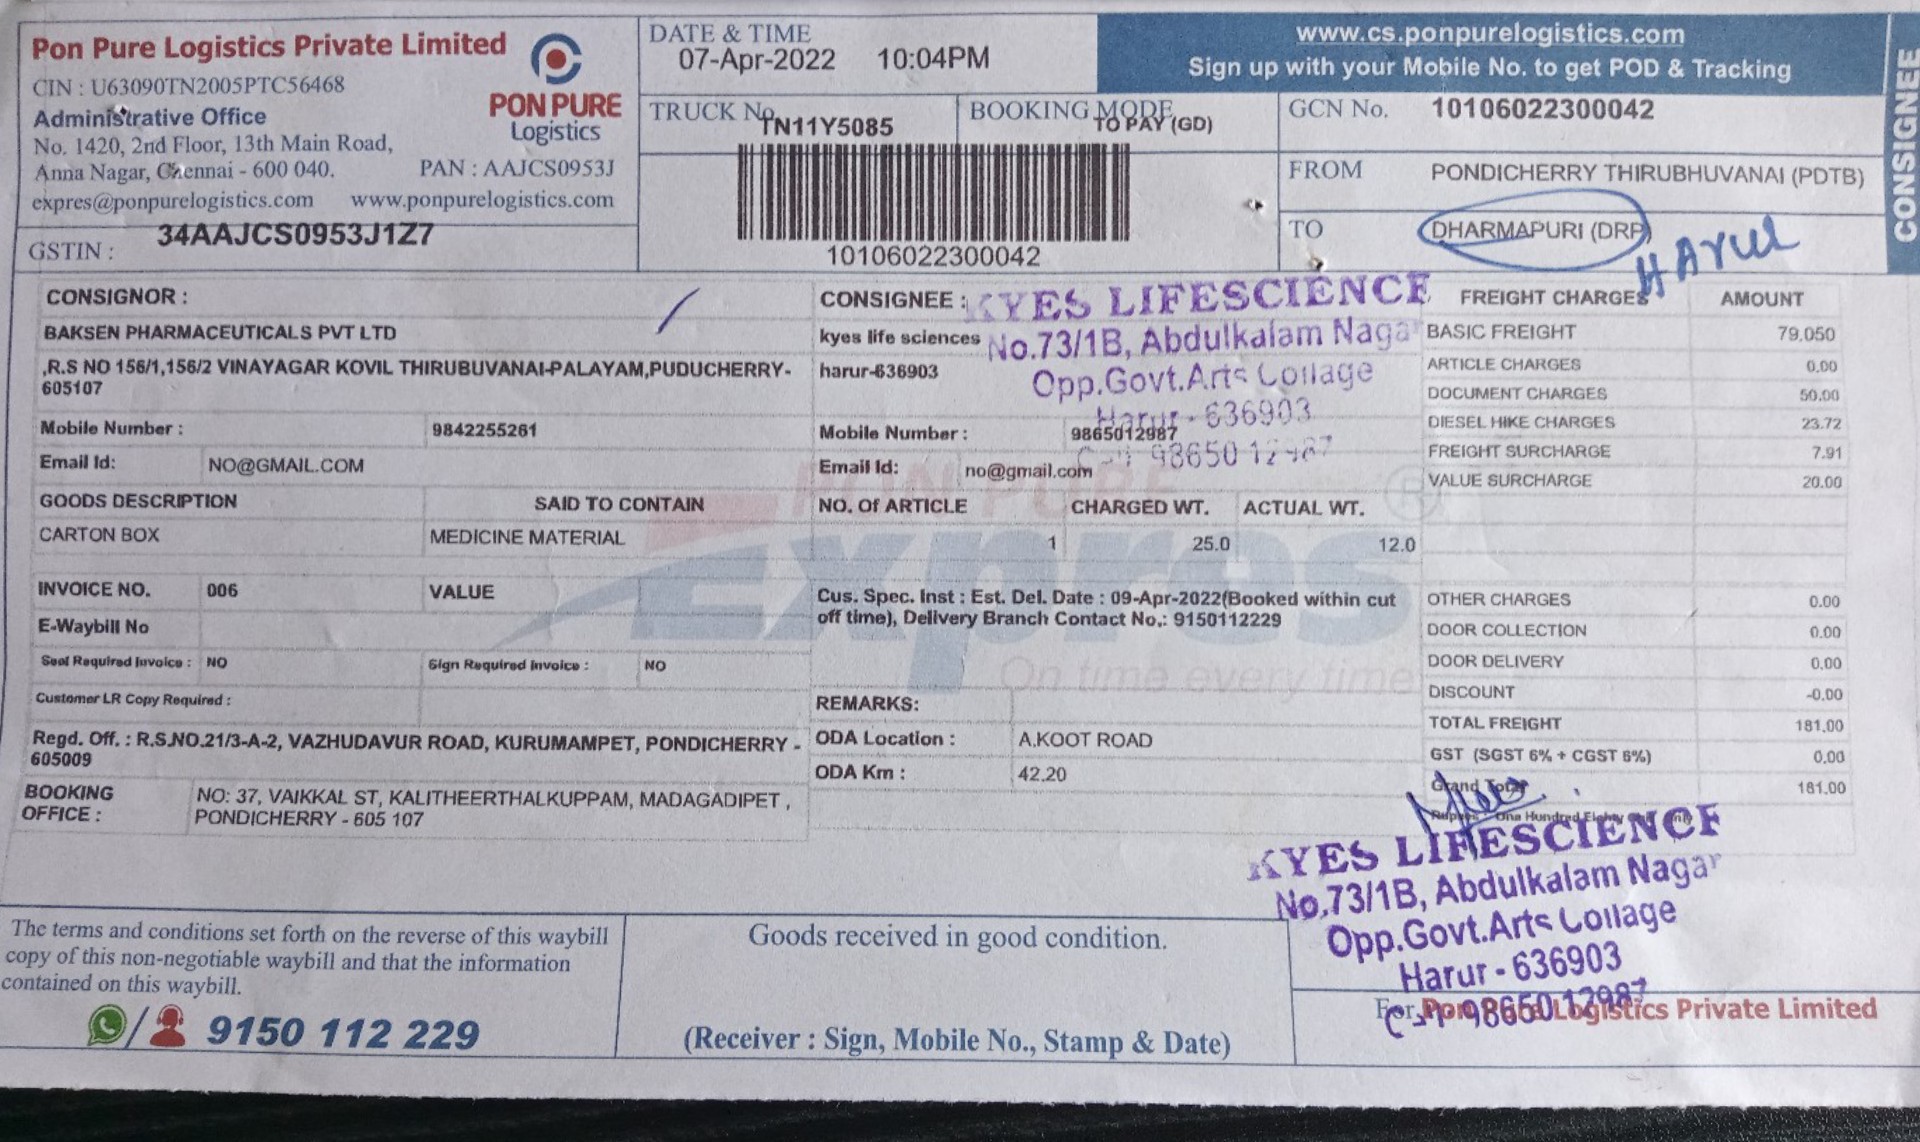 Pon Pure Logistics Private Limited
CIN : U63090TN2005PTC56468
Administrative Office
No. 1420, 2nd Floor, 13th Main Road,
Anna Nagar, Chennai - 600 040. PAN : AAJCS0953J
expres@ponpurelogistics.com www.ponpurelogistics.com
GSTIN : 34AAJCS0953J1Z7
PON PURE
Logistics
DATE & TIME
07-Apr-2022 10:04PM
TRUCK No. TN11Y5085
BOOKING MODE TO PAY (GD)
10106022300042
www.cs.ponpurelogistics.com
Sign up with your Mobile No. to get POD & Tracking
GCN No. 10106022300042
FROM PONDICHERRY THIRUBHUVANAI (PDTB)
TO DHARMAPURI (DRP)
CONSIGNEE
CONSIGNOR :
BAKSEN PHARMACEUTICALS PVT LTD
,R.S NO 156/1,156/2 VINAYAGAR KOVIL THIRUBUVANAI-PALAYAM,PUDUCHERRY-
605107
Mobile Number : 9842255261
Email Id: NO@GMAIL.COM
GOODS DESCRIPTION SAID TO CONTAIN
CARTON BOX MEDICINE MATERIAL
INVOICE NO. 006 VALUE
E-Waybill No
Seal Required Invoice : NO Sign Required Invoice : NO
Customer LR Copy Required :
Regd. Off. : R.S.NO.21/3-A-2, VAZHUDAVUR ROAD, KURUMAMPET, PONDICHERRY -
605009
BOOKING OFFICE : NO: 37, VAIKKAL ST, KALITHEERTHALKUPPAM, MADAGADIPET ,
PONDICHERRY - 605 107
CONSIGNEE :
kyes life sciences
harur-636903
KYES LIFESCIENCE
No.73/1B, Abdulkalam Nagar
Opp.Govt.Arts Collage
Harur - 636903
98650 12987
Mobile Number : 9865012987
Email Id: no@gmail.com
NO. Of ARTICLE CHARGED WT. ACTUAL WT.
1 25.0 12.0
PON PURE
Expres
On time every time
Cus. Spec. Inst : Est. Del. Date : 09-Apr-2022(Booked within cut
off time), Delivery Branch Contact No.: 9150112229
REMARKS:
ODA Location : A.KOOT ROAD
ODA Km : 42.20
FREIGHT CHARGES AMOUNT
BASIC FREIGHT 79.050
ARTICLE CHARGES 0.00
DOCUMENT CHARGES 50.00
DIESEL HIKE CHARGES 23.72
FREIGHT SURCHARGE 7.91
VALUE SURCHARGE 20.00
OTHER CHARGES 0.00
DOOR COLLECTION 0.00
DOOR DELIVERY 0.00
DISCOUNT -0.00
TOTAL FREIGHT 181.00
GST (SGST 6% + CGST 6%) 0.00
Grand Total 181.00
One Hundred Eighty
KYES LIFESCIENCE
No.73/1B, Abdulkalam Nagar
Opp.Govt.Arts Collage
Harur - 636903
98650 12987
For Pon Pure Logistics Private Limited
The terms and conditions set forth on the reverse of this waybill
copy of this non-negotiable waybill and that the information
contained on this waybill.
9150 112 229
Goods received in good condition.
(Receiver : Sign, Mobile No., Stamp & Date)